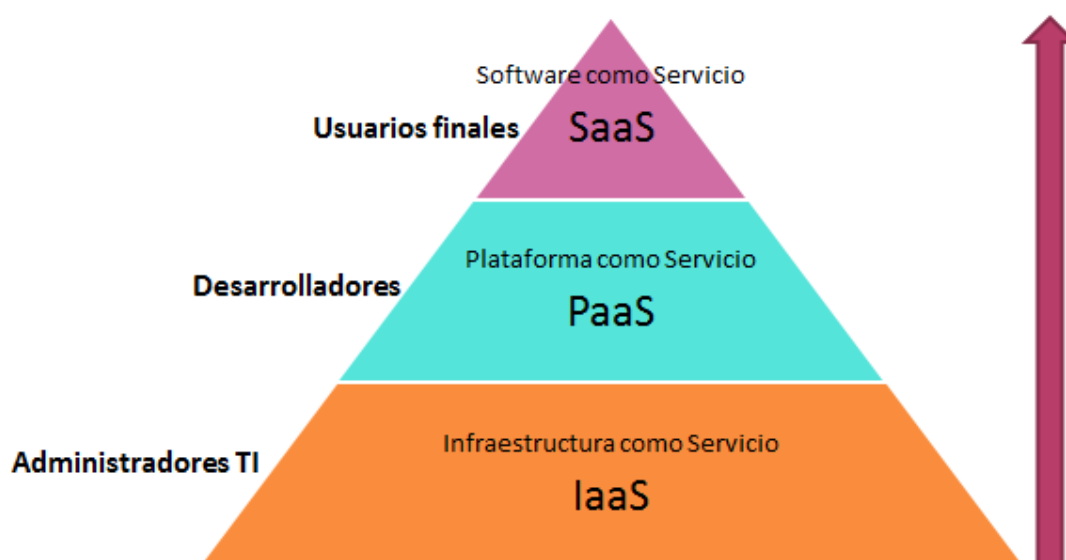 Software como Servicio
Usuarios finales
SaaS
Plataforma como Servicio
Desarrolladores
PaaS
Infraestructura como Servicio
Administradores TI
IaaS